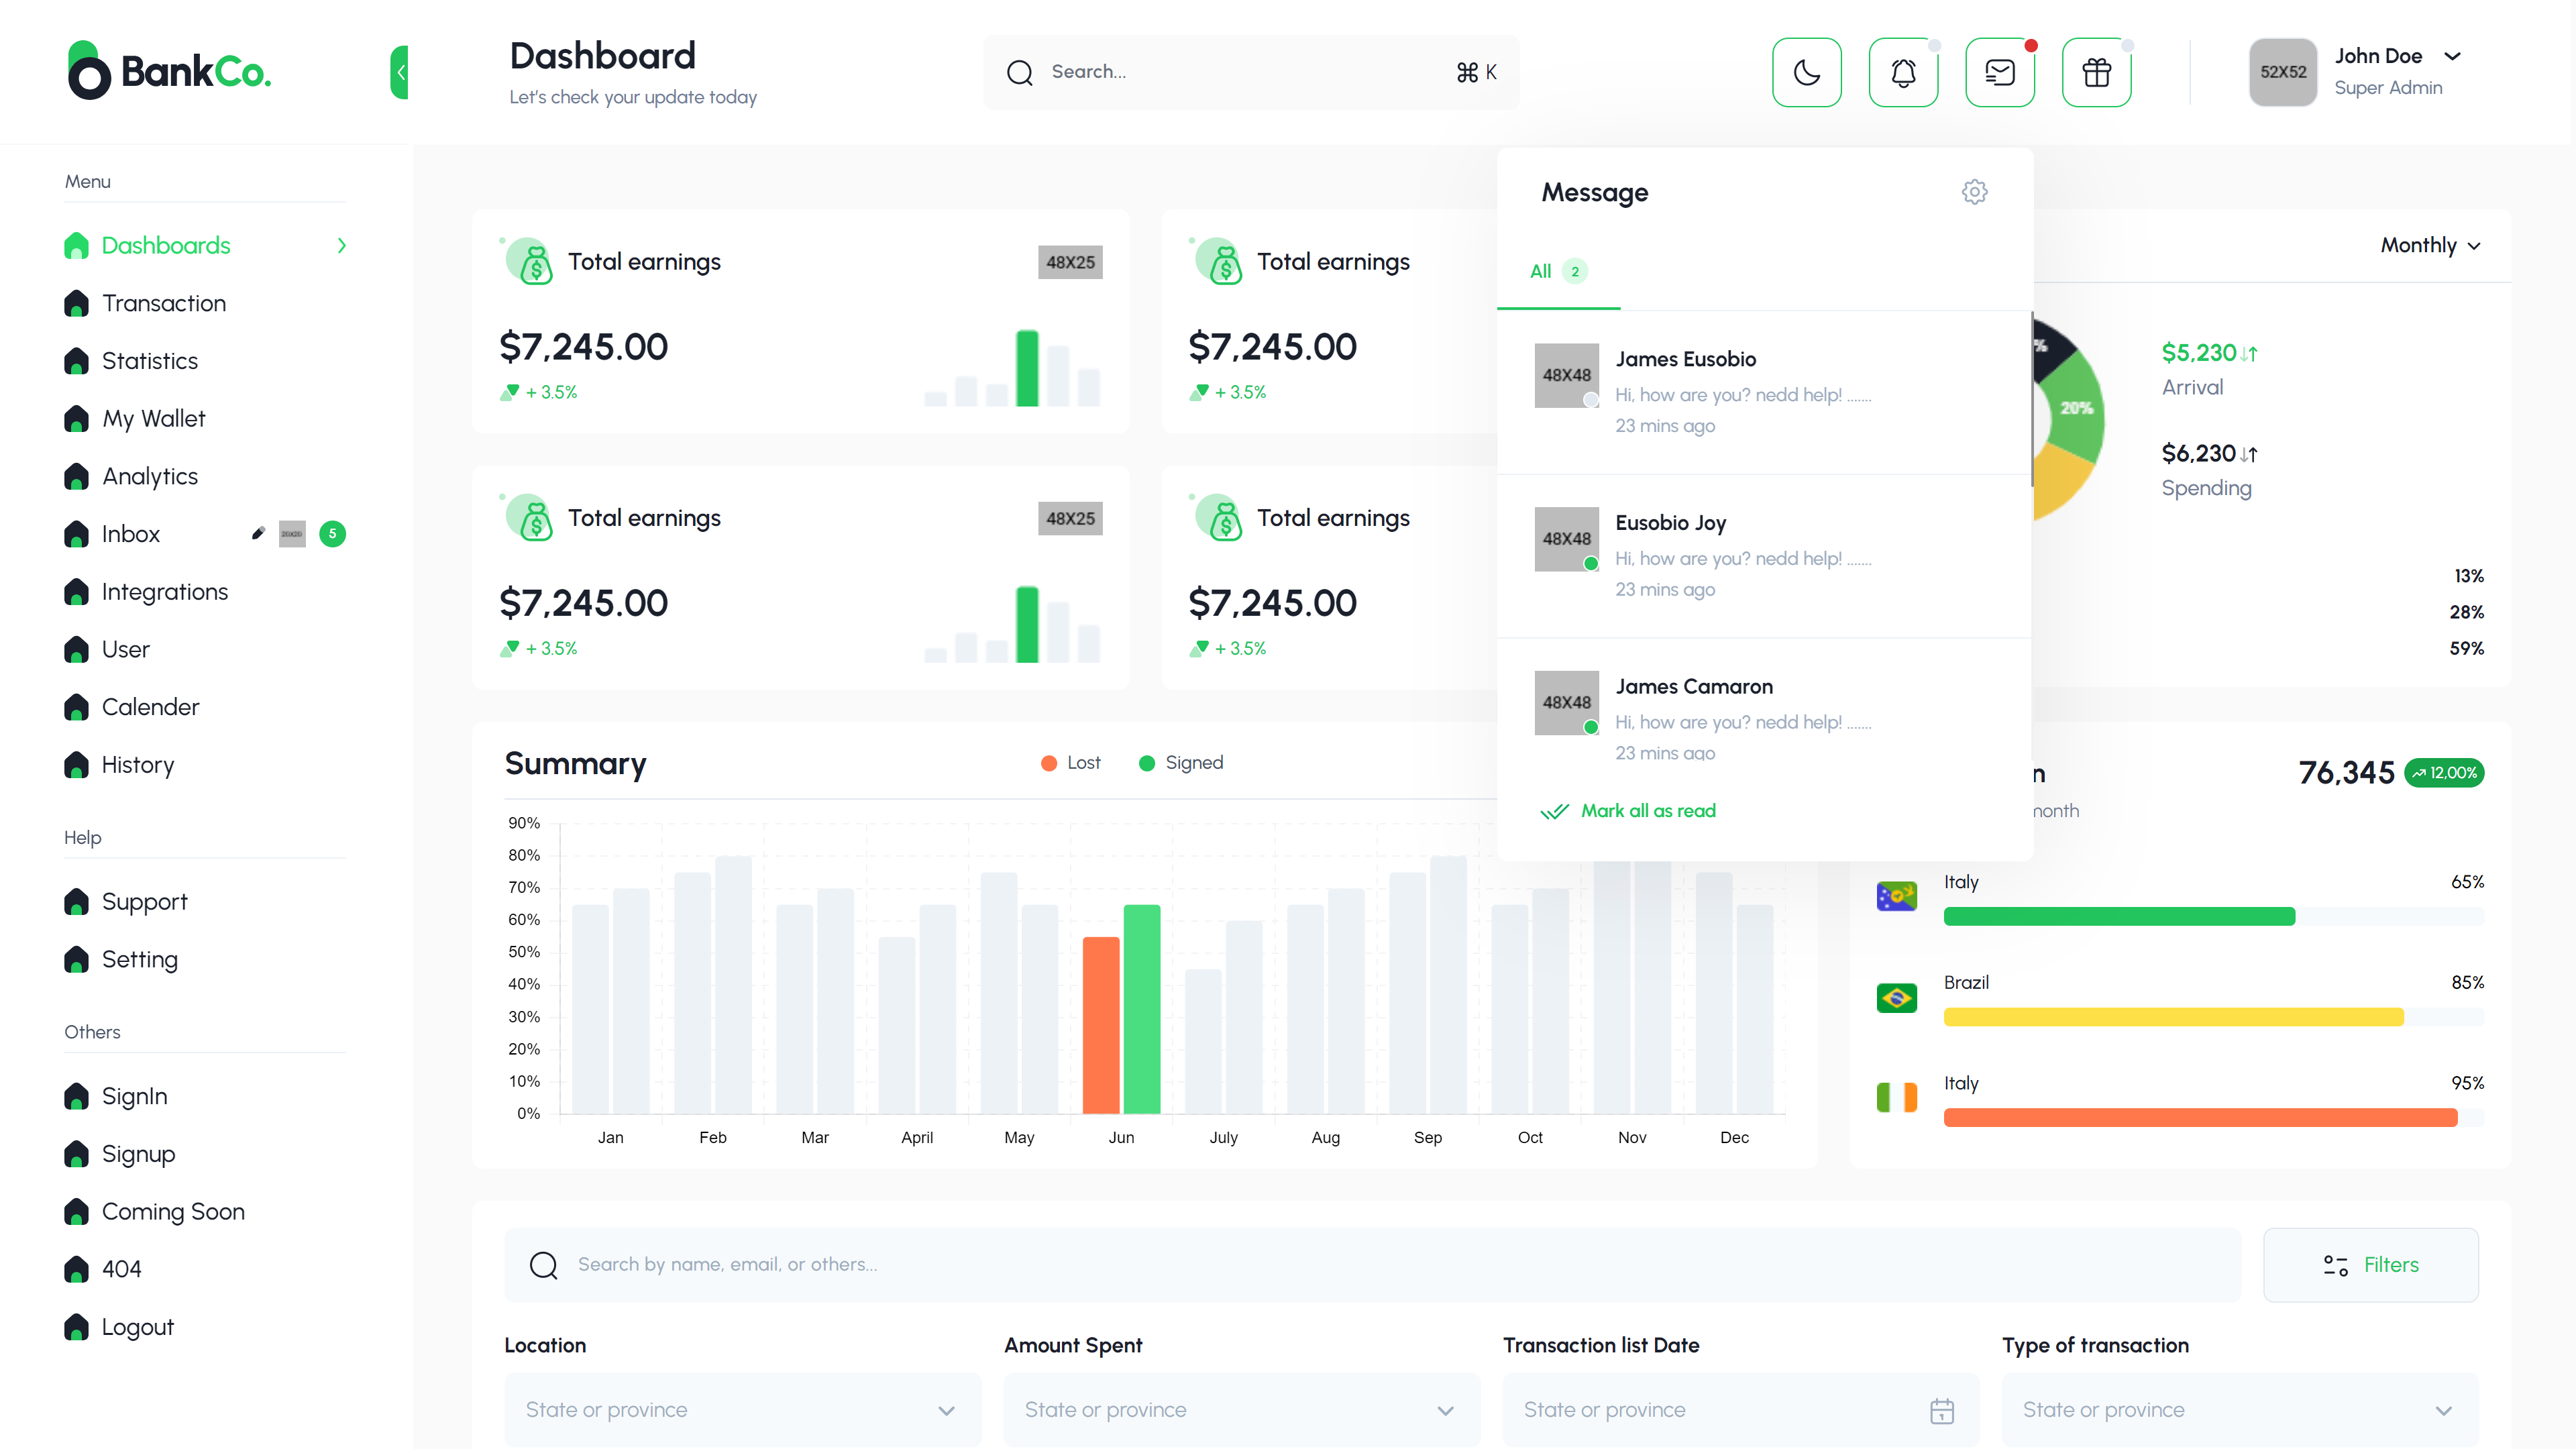 BankCo.
Dashboard
Let's check your update today
Search...
⌘ K
52X52
John Doe
Super Admin
Menu
Dashboards
Transaction
Statistics
My Wallet
Analytics
Inbox
5
Integrations
User
Calender
History
Help
Support
Setting
Others
SignIn
Signup
Coming Soon
404
Logout
Total earnings
48X25
$7,245.00
+ 3.5%
Total earnings
$7,245.00
+ 3.5%
Total earnings
48X25
$7,245.00
+ 3.5%
Total earnings
$7,245.00
+ 3.5%
Message
All 2
48X48
James Eusobio
Hi, how are you? nedd help! .......
23 mins ago
48X48
Eusobio Joy
Hi, how are you? nedd help! .......
23 mins ago
48X48
James Camaron
Hi, how are you? nedd help! .......
23 mins ago
Mark all as read
Monthly
%
20%
$5,230
Arrival
$6,230
Spending
13%
28%
59%
Summary
Lost
Signed
90%
80%
70%
60%
50%
40%
30%
20%
10%
0%
Jan Feb Mar April May Jun July Aug Sep Oct Nov Dec
n
76,345
12,00%
month
Italy
65%
Brazil
85%
Italy
95%
Search by name, email, or others...
Filters
Location
State or province
Amount Spent
State or province
Transaction list Date
State or province
1
Type of transaction
State or province